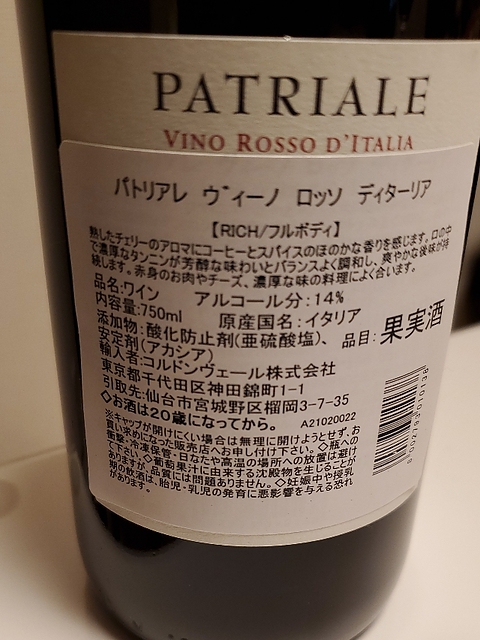 PATRIALE
VINO ROSSO D'ITALIA
パトリアレ ヴィーノ ロッソ ディターリア
【RICH/フルボディ】
熟したチェリーのアロマにコーヒーとスパイスのほのかな香りを感じます。口の中
で濃厚なタンニンが芳醇な味わいとバランスよく調和し、爽やかな後味が持
続します。赤身のお肉やチーズ、濃厚な味の料理によく合います。
品名:ワイン アルコール分:14%
内容量:750ml 原産国名:イタリア
添加物:酸化防止剤(亜硫酸塩)、 品目:果実酒
安定剤(アカシア)
輸入者:コルドンヴェール株式会社
東京都千代田区神田錦町1-1
引取先:仙台市宮城野区榴岡3-7-35
◇お酒は20歳になってから。 A21020022
※キャップが開けにくい場合は無理に開けようとせず、お
買い求めになった販売店へお申し付け下さい。◇瓶への
衝撃・冷凍保管・日なたや高温の場所への放置は避け
て下さい。◇葡萄果汁に由来する沈殿物を生じることが
ありますが、品質には問題ありません。◇妊娠中や授乳
期の飲酒は、胎児・乳児の発育に悪影響を与える恐れ
があります。